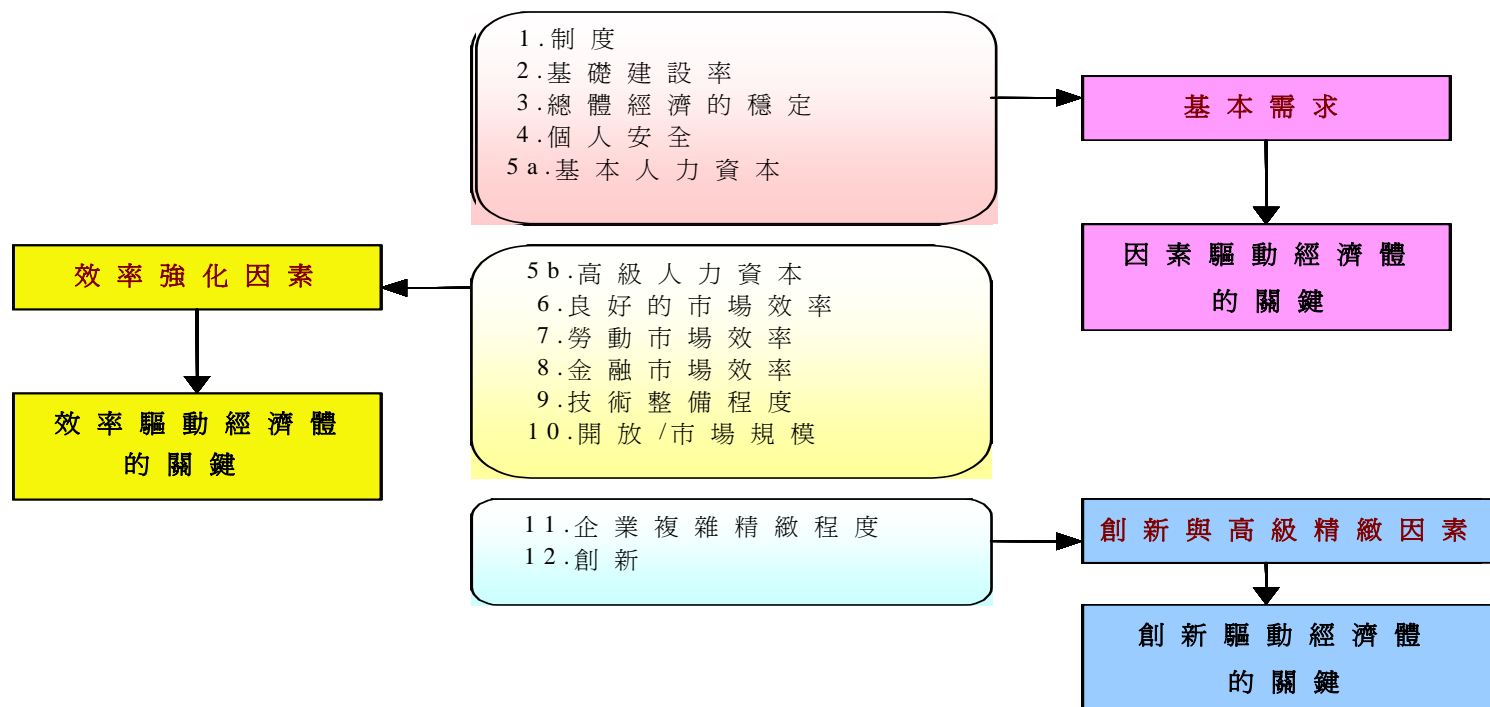 1.制度
2.基礎建設率
3.總體經濟的穩定
4.個人安全
5a.基本人力資本
基本需求
因素驅動經濟體
的關鍵
5b.高級人力資本
6.良好的市場效率
7.勞動市場效率
8.金融市場效率
9.技術整備程度
10.開放/市場規模
效率強化因素
效率驅動經濟體
的關鍵
11.企業複雜精緻程度
12.創新
創新與高級精緻因素
創新驅動經濟體
的關鍵